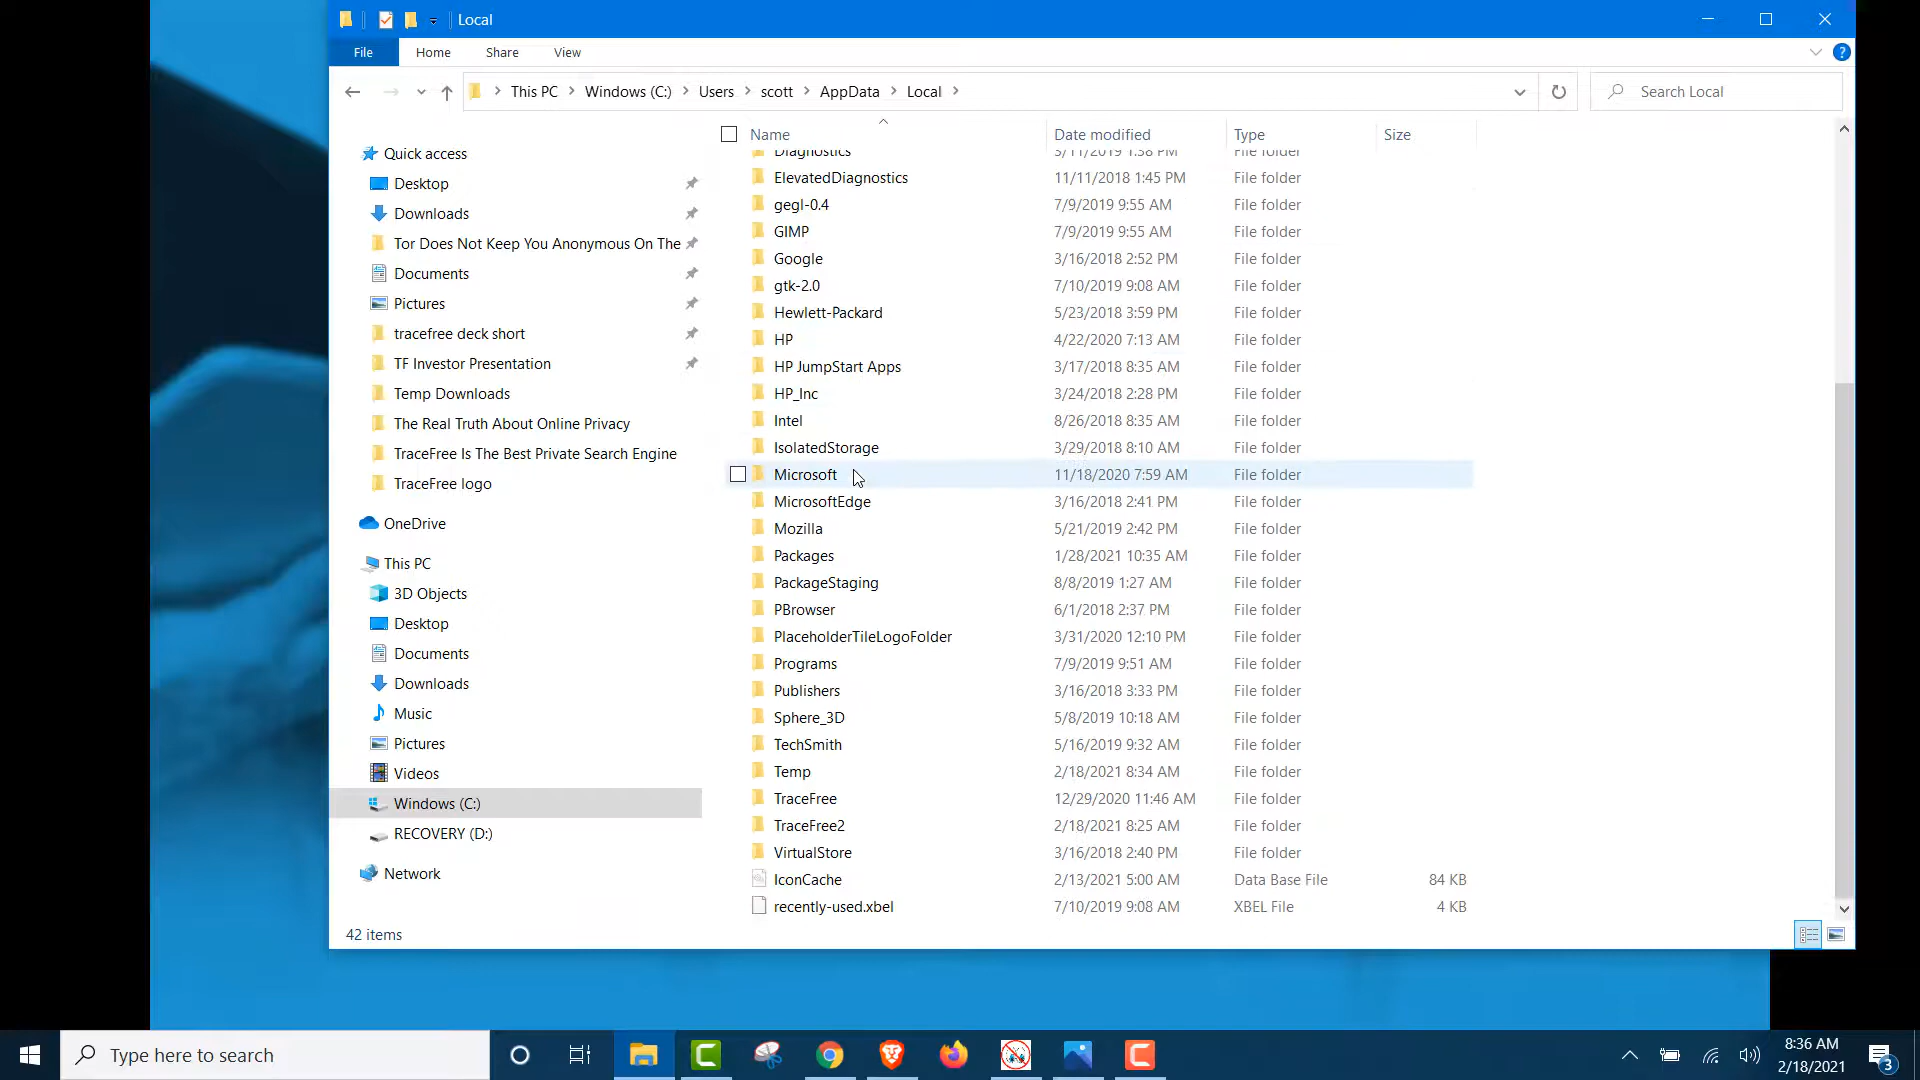 Local
File Home Share View
This PC Windows (C:) Users scott AppData Local
Search Local
Name Date modified Type Size
Quick access
Desktop
Downloads
Tor Does Not Keep You Anonymous On The
Documents
Pictures
tracefree deck short
TF Investor Presentation
Temp Downloads
The Real Truth About Online Privacy
TraceFree Is The Best Private Search Engine
TraceFree logo
OneDrive
This PC
3D Objects
Desktop
Documents
Downloads
Music
Pictures
Videos
Windows (C:)
RECOVERY (D:)
Network
Diagnostics 3/11/2019 1:38 PM File folder
ElevatedDiagnostics 11/11/2018 1:45 PM File folder
gegl-0.4 7/9/2019 9:55 AM File folder
GIMP 7/9/2019 9:55 AM File folder
Google 3/16/2018 2:52 PM File folder
gtk-2.0 7/10/2019 9:08 AM File folder
Hewlett-Packard 5/23/2018 3:59 PM File folder
HP 4/22/2020 7:13 AM File folder
HP JumpStart Apps 3/17/2018 8:35 AM File folder
HP_Inc 3/24/2018 2:28 PM File folder
Intel 8/26/2018 8:35 AM File folder
IsolatedStorage 3/29/2018 8:10 AM File folder
Microsoft 11/18/2020 7:59 AM File folder
MicrosoftEdge 3/16/2018 2:41 PM File folder
Mozilla 5/21/2019 2:42 PM File folder
Packages 1/28/2021 10:35 AM File folder
PackageStaging 8/8/2019 1:27 AM File folder
PBrowser 6/1/2018 2:37 PM File folder
PlaceholderTileLogoFolder 3/31/2020 12:10 PM File folder
Programs 7/9/2019 9:51 AM File folder
Publishers 3/16/2018 3:33 PM File folder
Sphere_3D 5/8/2019 10:18 AM File folder
TechSmith 5/16/2019 9:32 AM File folder
Temp 2/18/2021 8:34 AM File folder
TraceFree 12/29/2020 11:46 AM File folder
TraceFree2 2/18/2021 8:25 AM File folder
VirtualStore 3/16/2018 2:40 PM File folder
IconCache 2/13/2021 5:00 AM Data Base File 84 KB
recently-used.xbel 7/10/2019 9:08 AM XBEL File 4 KB
42 items
Type here to search
8:36 AM
2/18/2021
3